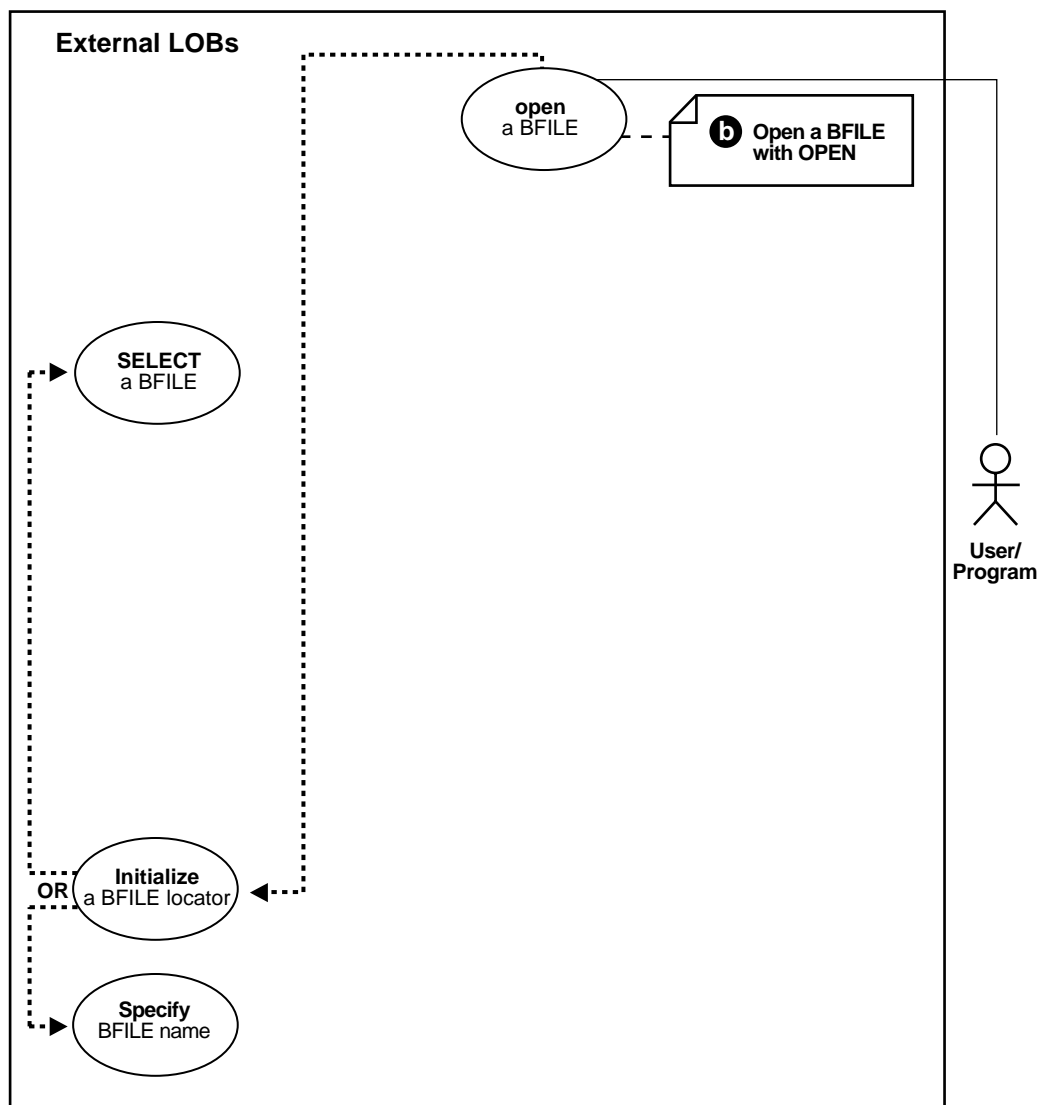 External LOBs
open
a BFILE
b Open a BFILE
with OPEN
SELECT
a BFILE
User/
Program
Initialize
OR a BFILE locator
Specify
BFILE name